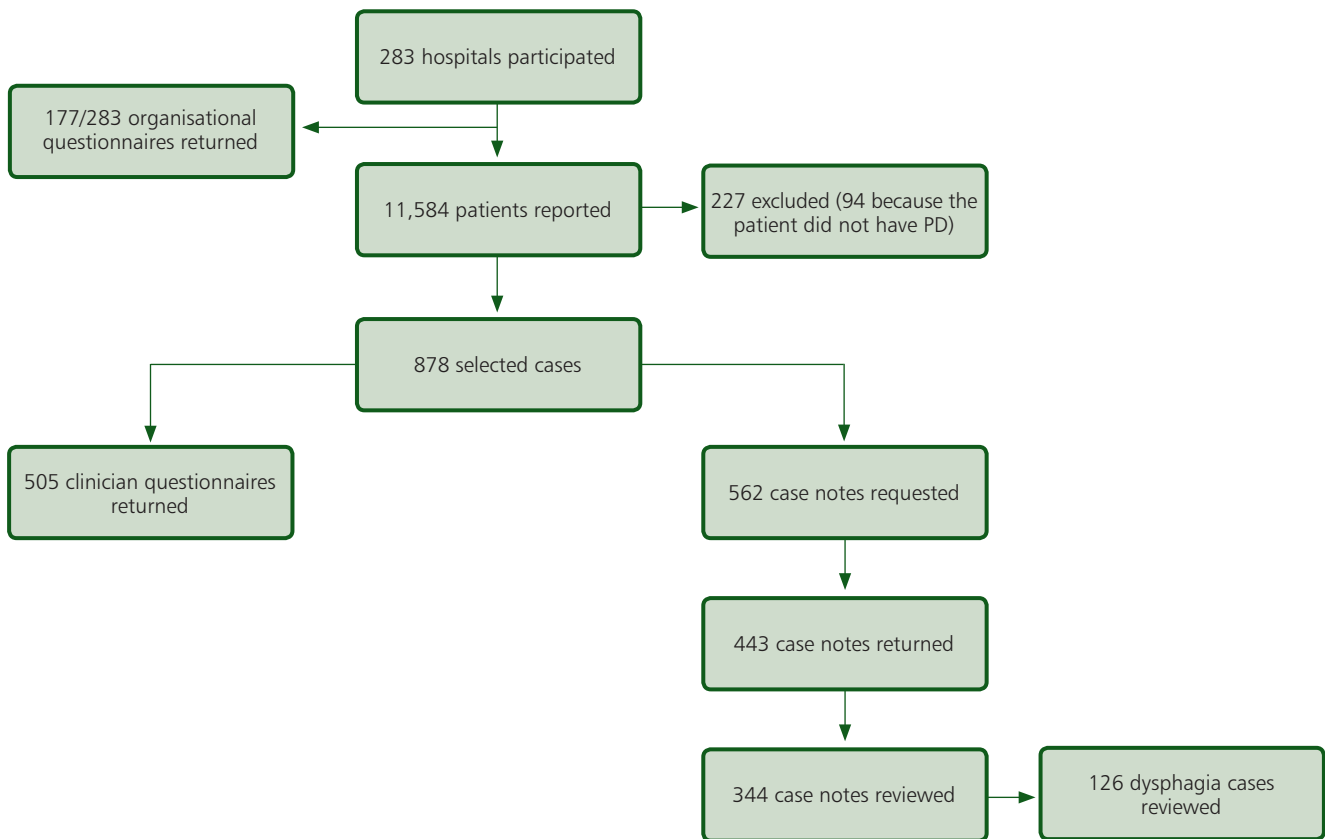 283 hospitals participated
177/283 organisational
questionnaires returned
11,584 patients reported
227 excluded (94 because the
patient did not have PD)
878 selected cases
505 clinician questionnaires
returned
562 case notes requested
443 case notes returned
344 case notes reviewed
126 dysphagia cases
reviewed